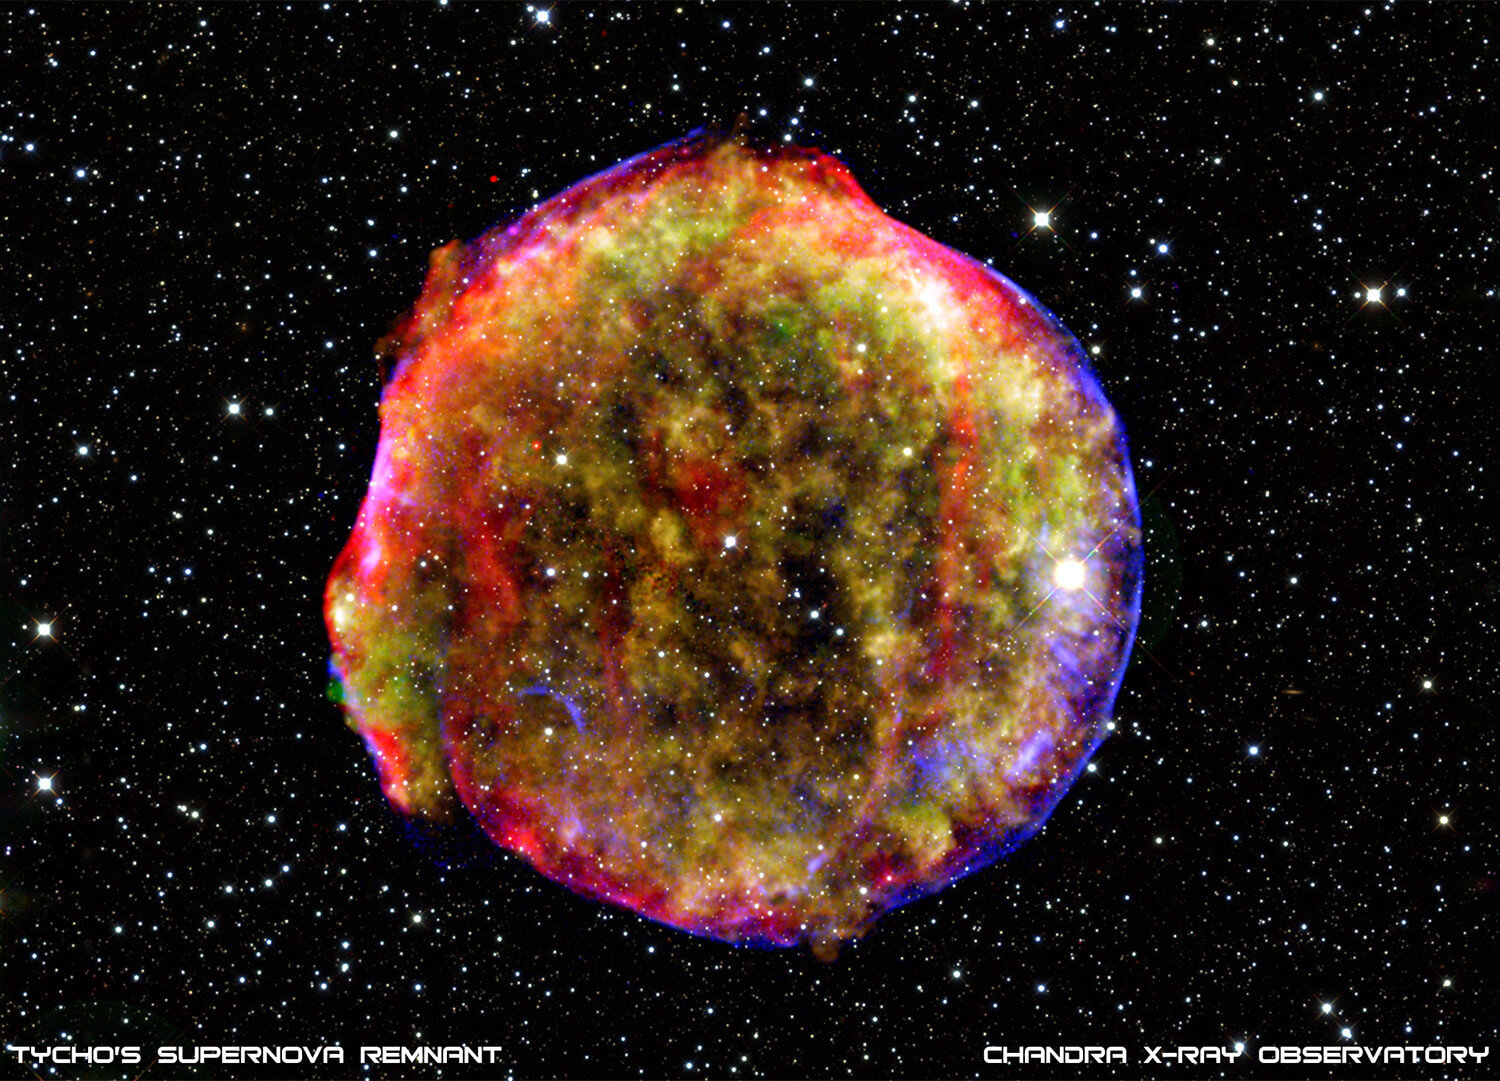 TYCHO'S SUPERNOVA REMNANT
CHANDRA X-RAY OBSERVATORY